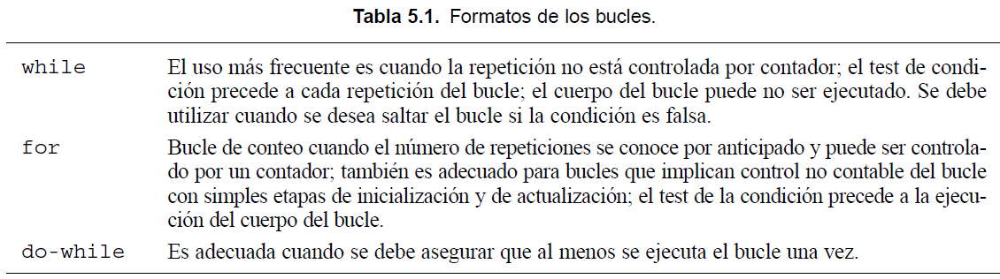 Tabla 5.1. Formatos de los bucles.
while El uso más frecuente es cuando la repetición no está controlada por contador; el test de condi-
ción precede a cada repetición del bucle; el cuerpo del bucle puede no ser ejecutado. Se debe
utilizar cuando se desea saltar el bucle si la condición es falsa.
for Bucle de conteo cuando el número de repeticiones se conoce por anticipado y puede ser controla-
do por un contador; también es adecuado para bucles que implican control no contable del bucle
con simples etapas de inicialización y de actualización; el test de la condición precede a la ejecu-
ción del cuerpo del bucle.
do-while Es adecuada cuando se debe asegurar que al menos se ejecuta el bucle una vez.